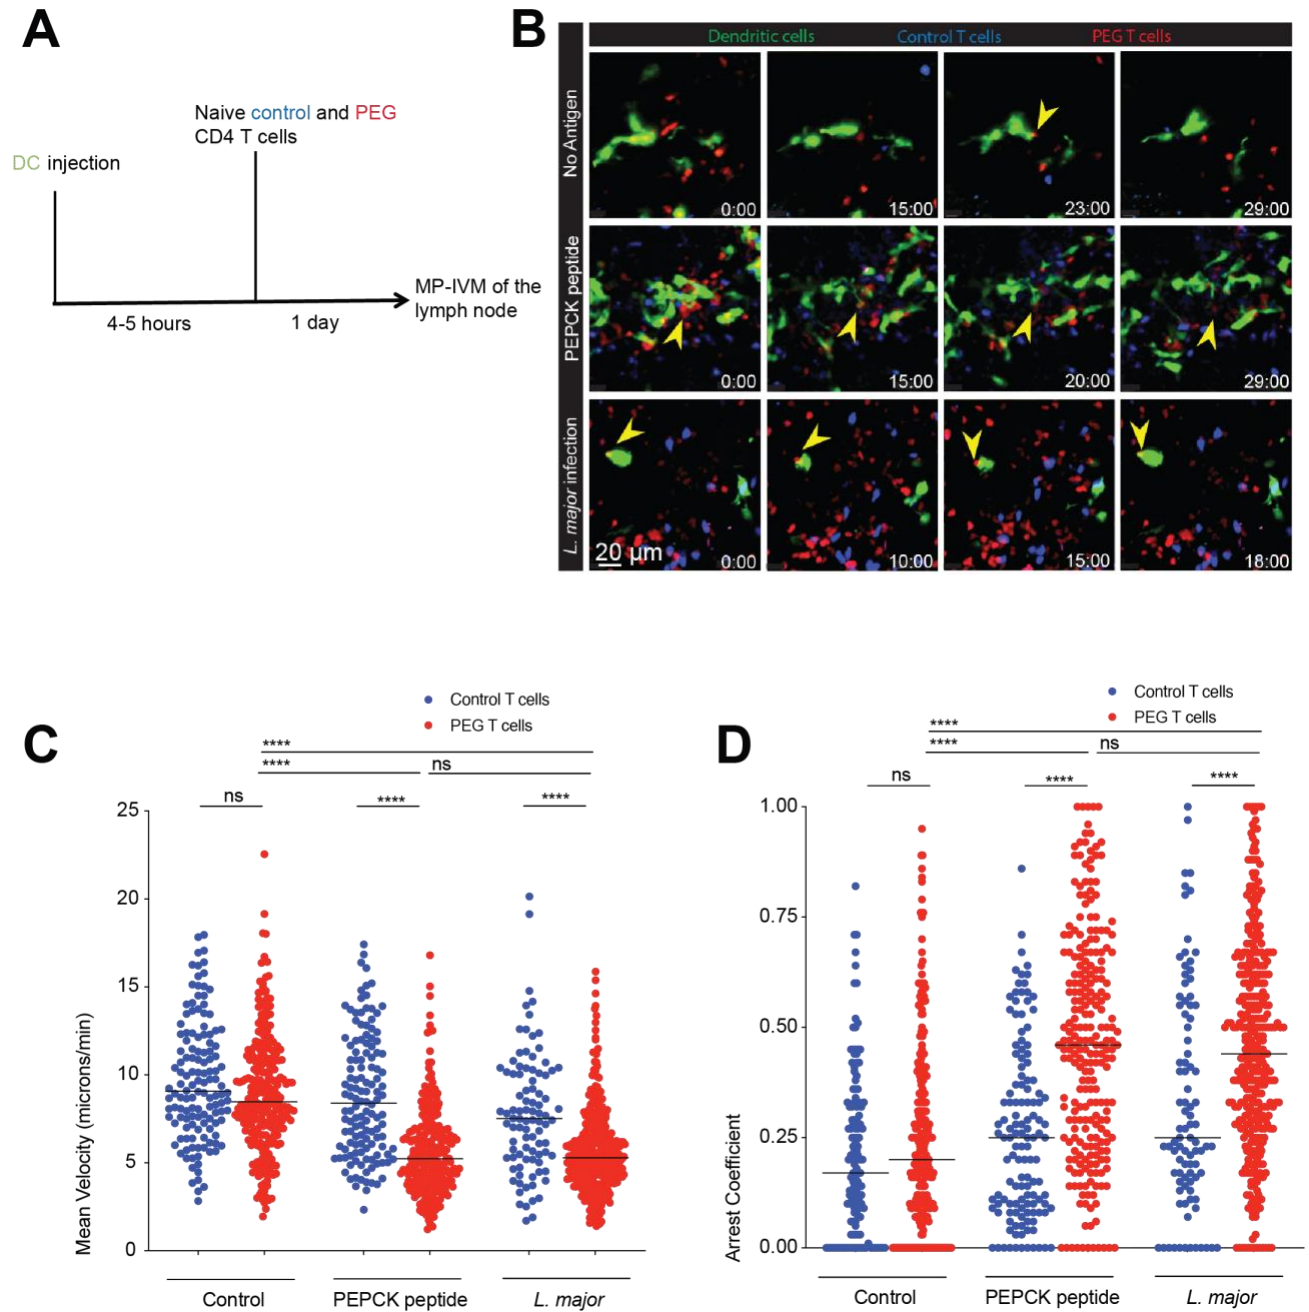 A
DC injection
Naive control and PEG
CD4 T cells
4-5 hours
1 day
MP-IVM of the
lymph node
B
Dendritic cells
Control T cells
PEG T cells
No Antigen
0:00
15:00
23:00
29:00
PEPCK peptide
0:00
15:00
20:00
29:00
L. major infection
20 μm
0:00
10:00
15:00
18:00
C
Control T cells
PEG T cells
****
****
ns
ns
****
****
Mean Velocity (microns/min)
25
20
15
10
5
0
Control
PEPCK peptide
L. major
D
Control T cells
PEG T cells
****
****
ns
ns
****
****
Arrest Coefficient
1.00
0.75
0.50
0.25
0.00
Control
PEPCK peptide
L. major